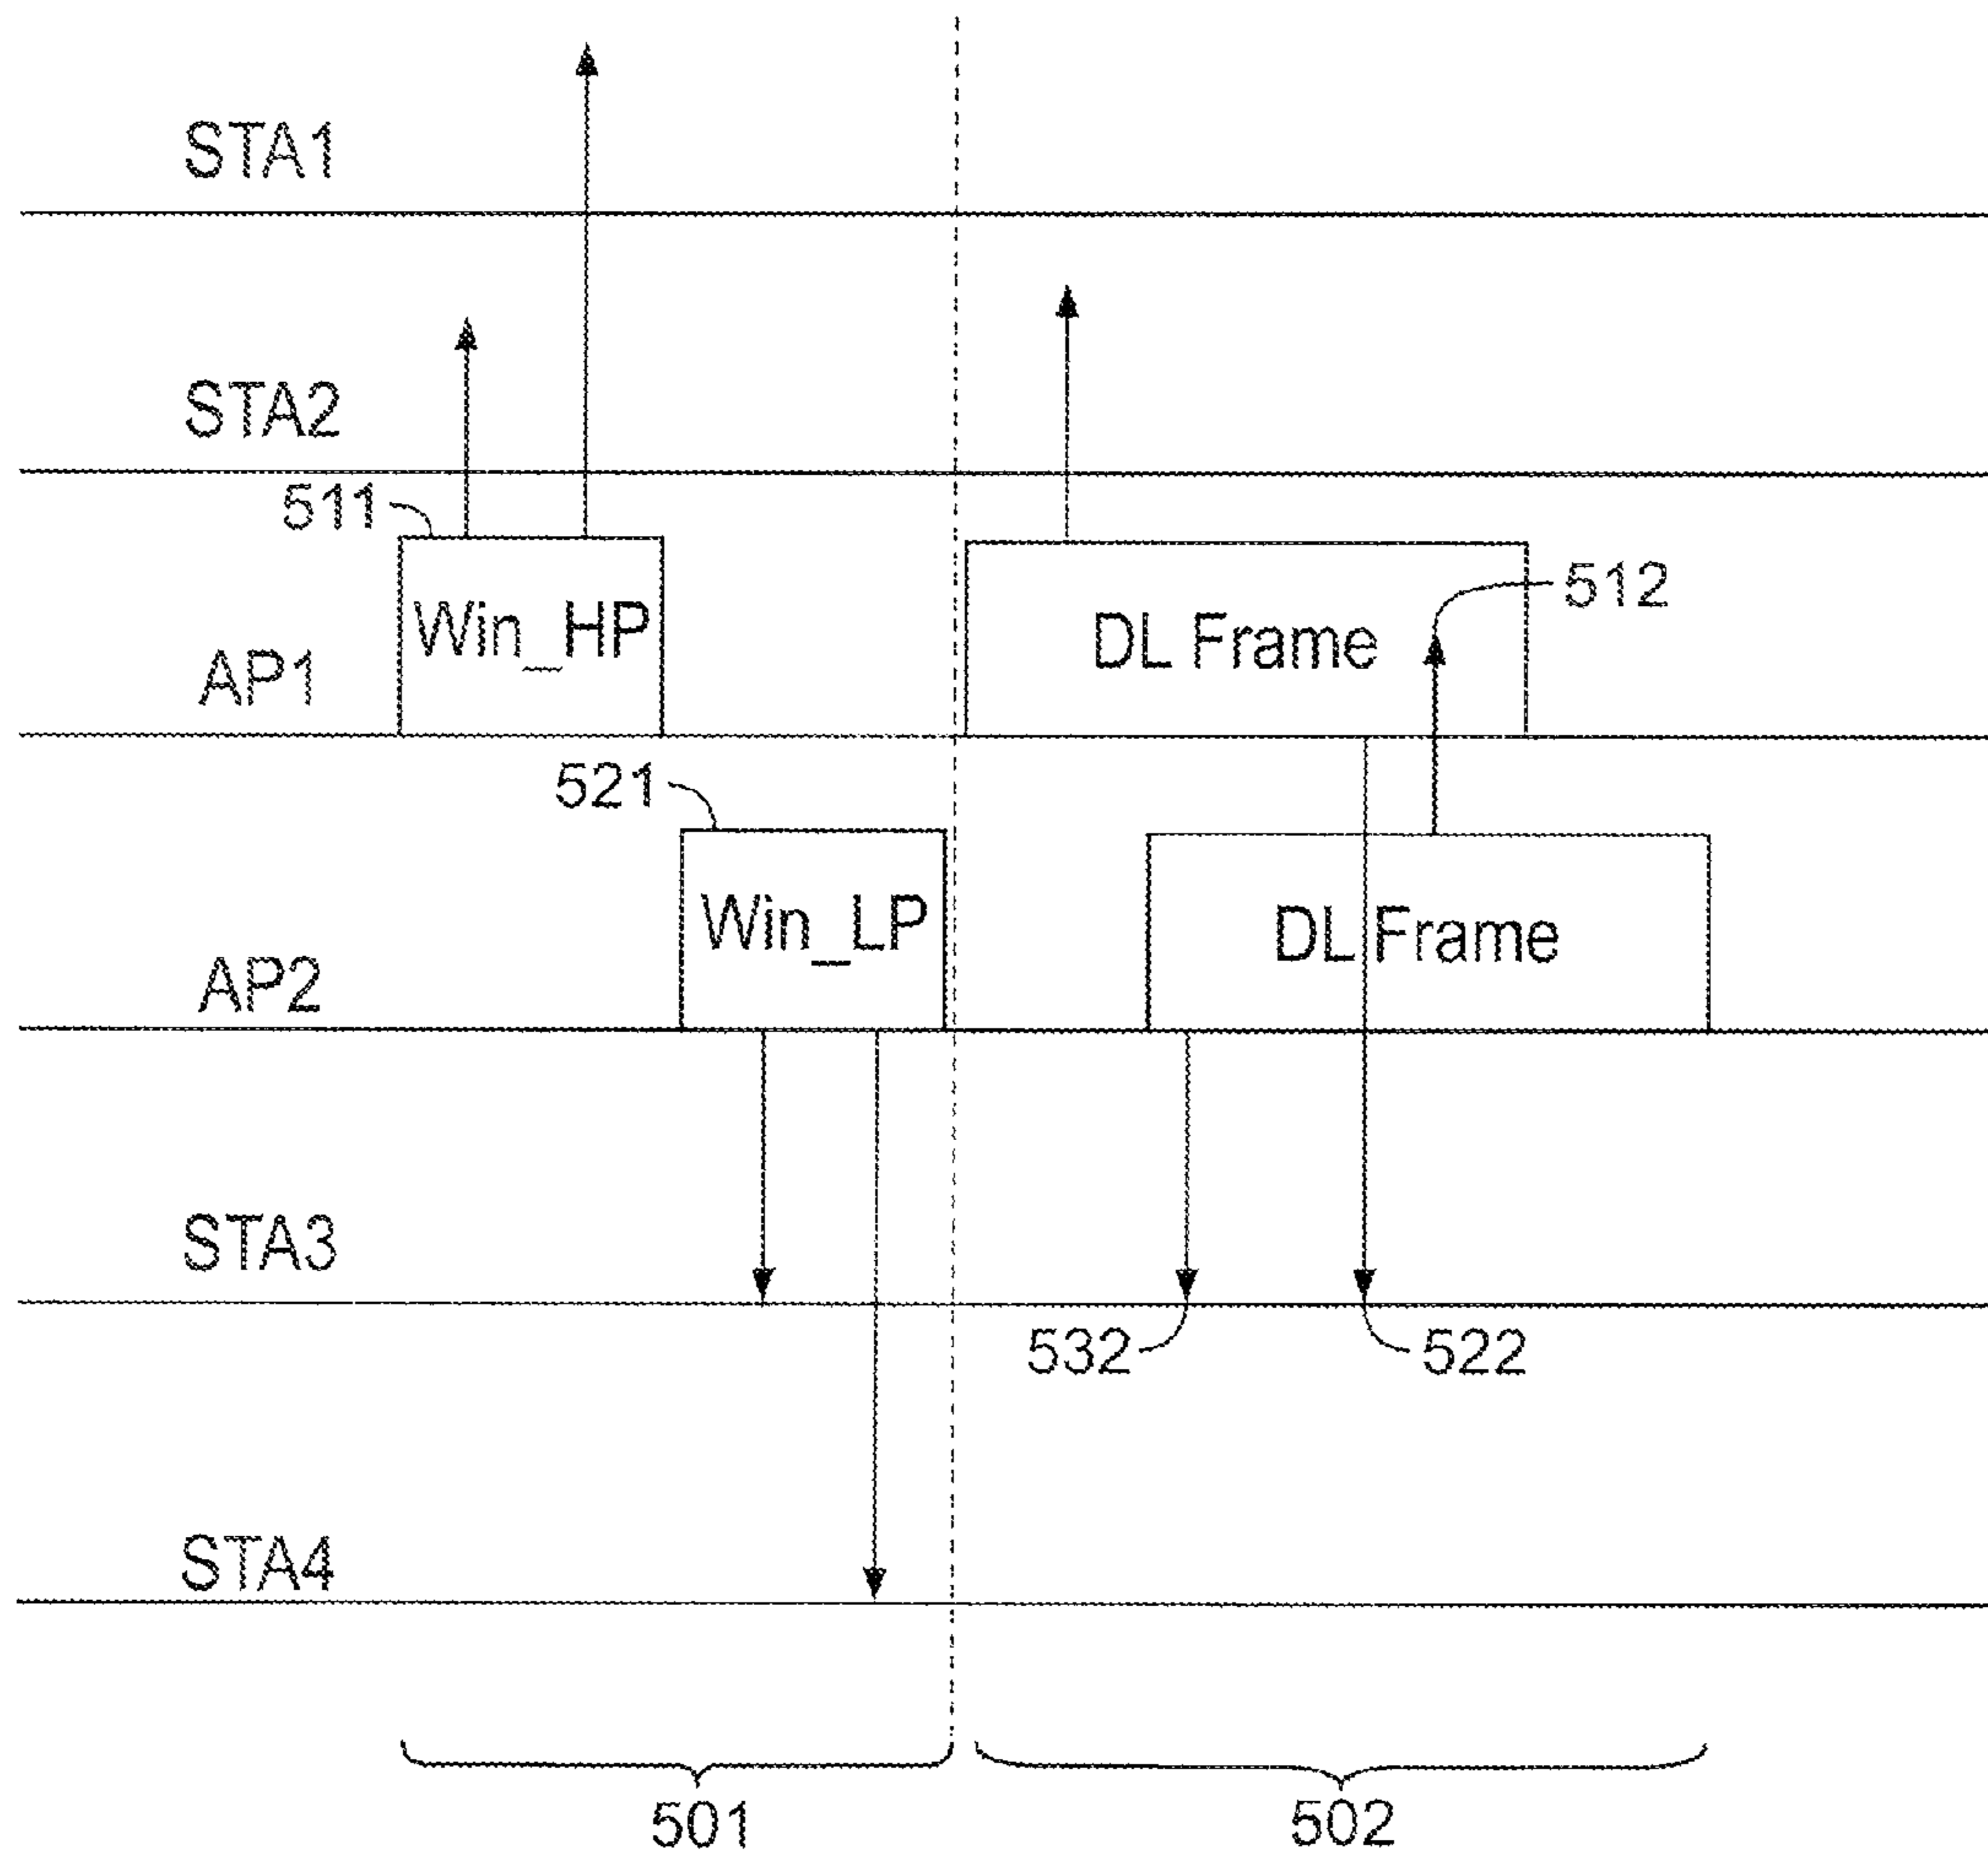 STA1
STA2
511
Win_HP
DL Frame
512
AP1
521
Win_LP
DL Frame
AP2
STA3
532
522
STA4
501
502